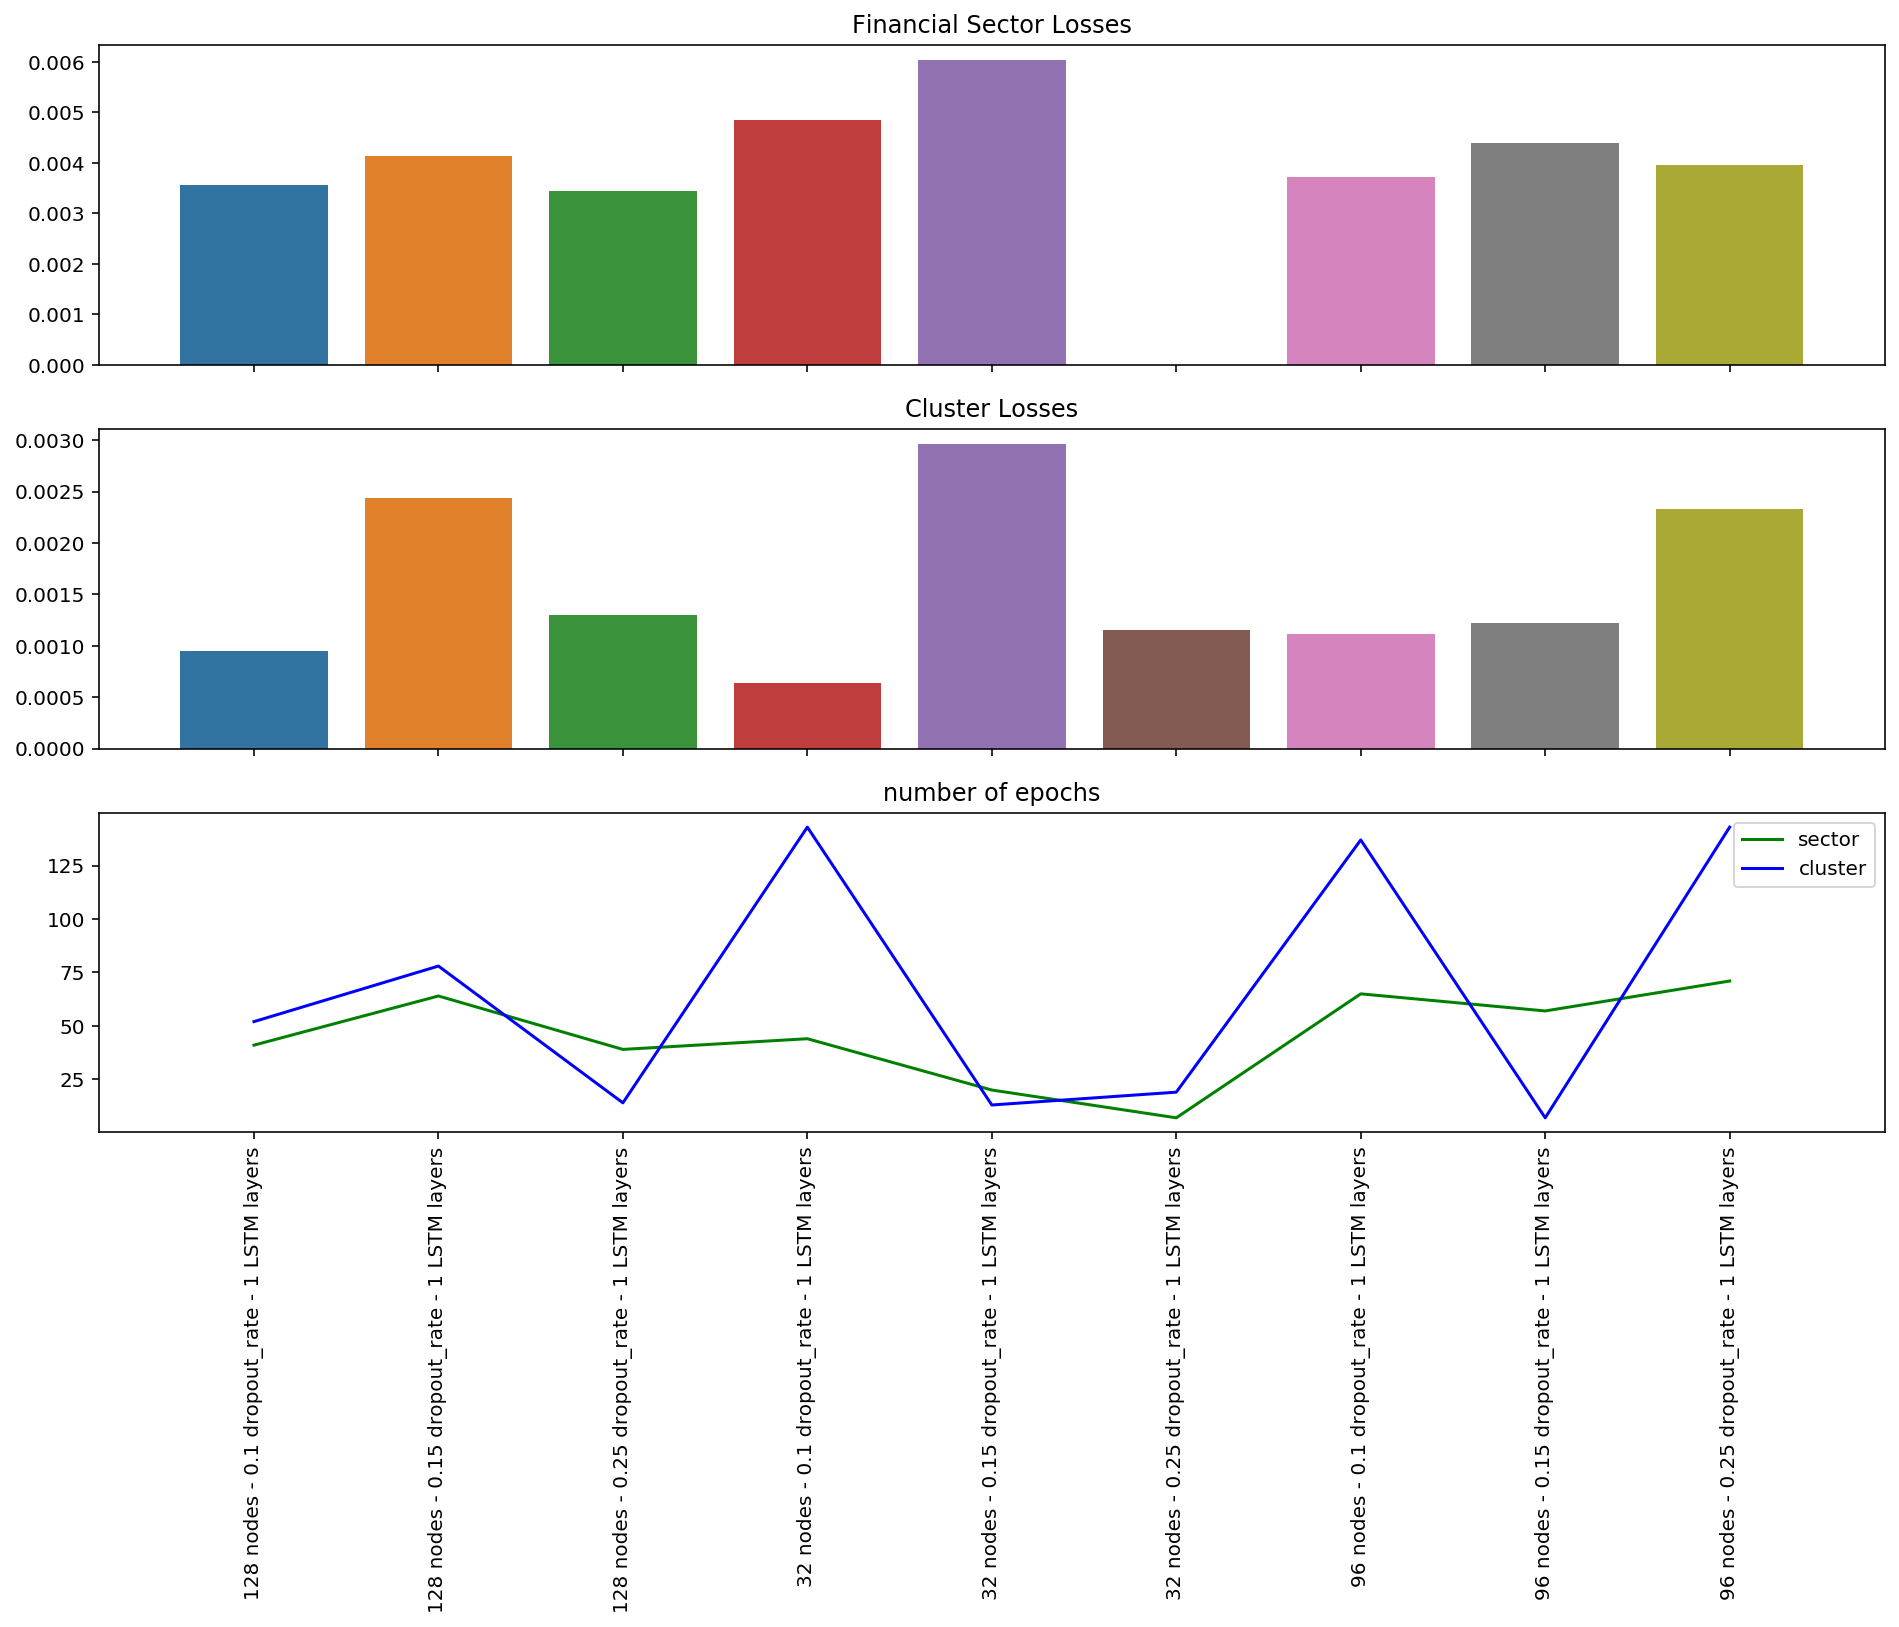 Financial Sector Losses
0.006
0.005
0.004
0.003
0.002
0.001
0.000
Cluster Losses
0.0030
0.0025
0.0020
0.0015
0.0010
0.0005
0.0000
number of epochs
sector
cluster
125
100
75
50
25
128 nodes - 0.1 dropout_rate - 1 LSTM layers
128 nodes - 0.15 dropout_rate - 1 LSTM layers
128 nodes - 0.25 dropout_rate - 1 LSTM layers
32 nodes - 0.1 dropout_rate - 1 LSTM layers
32 nodes - 0.15 dropout_rate - 1 LSTM layers
32 nodes - 0.25 dropout_rate - 1 LSTM layers
96 nodes - 0.1 dropout_rate - 1 LSTM layers
96 nodes - 0.15 dropout_rate - 1 LSTM layers
96 nodes - 0.25 dropout_rate - 1 LSTM layers